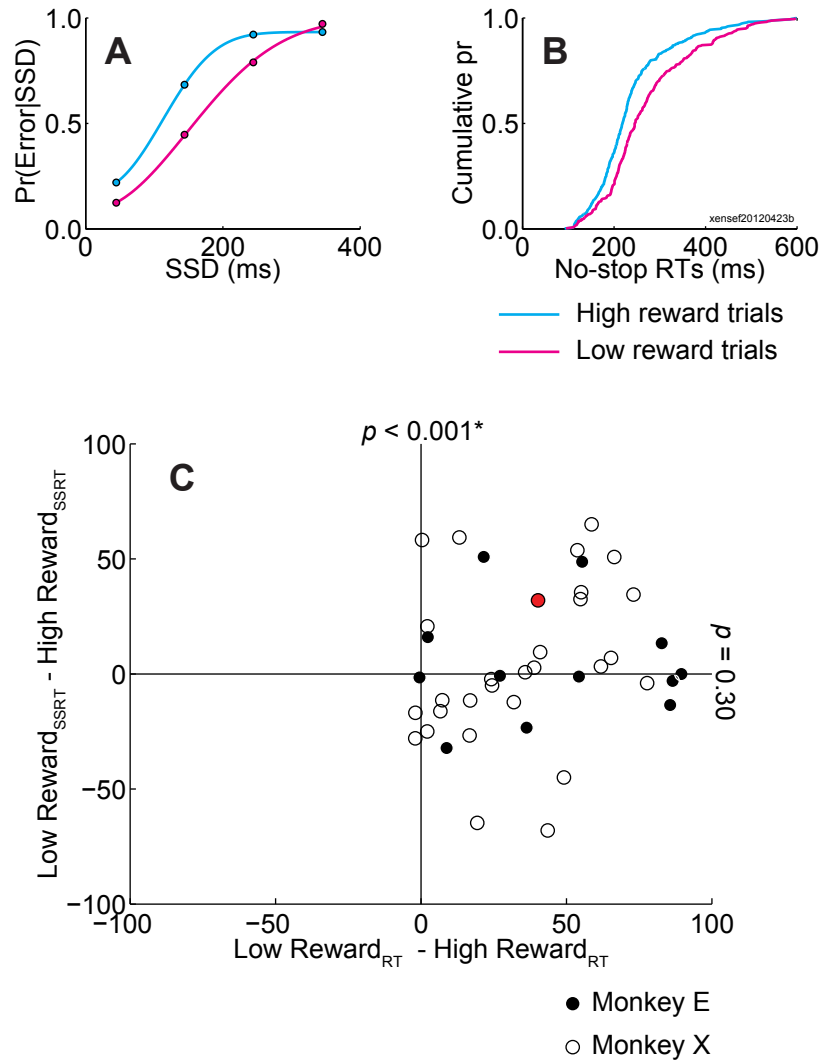 A
Pr(Error|SSD)
1.0
0.5
0.0
0
200
400
SSD (ms)
B
Cumulative pr
1.0
0.5
0.0
0
200
400
600
No-stop RTs (ms)
xensef20120423b
High reward trials
Low reward trials
p < 0.001*
C
Low Reward_SSRT - High Reward_SSRT
100
50
0
−50
−100
p = 0.30
−100
−50
0
50
100
Low Reward_RT - High Reward_RT
Monkey E
Monkey X